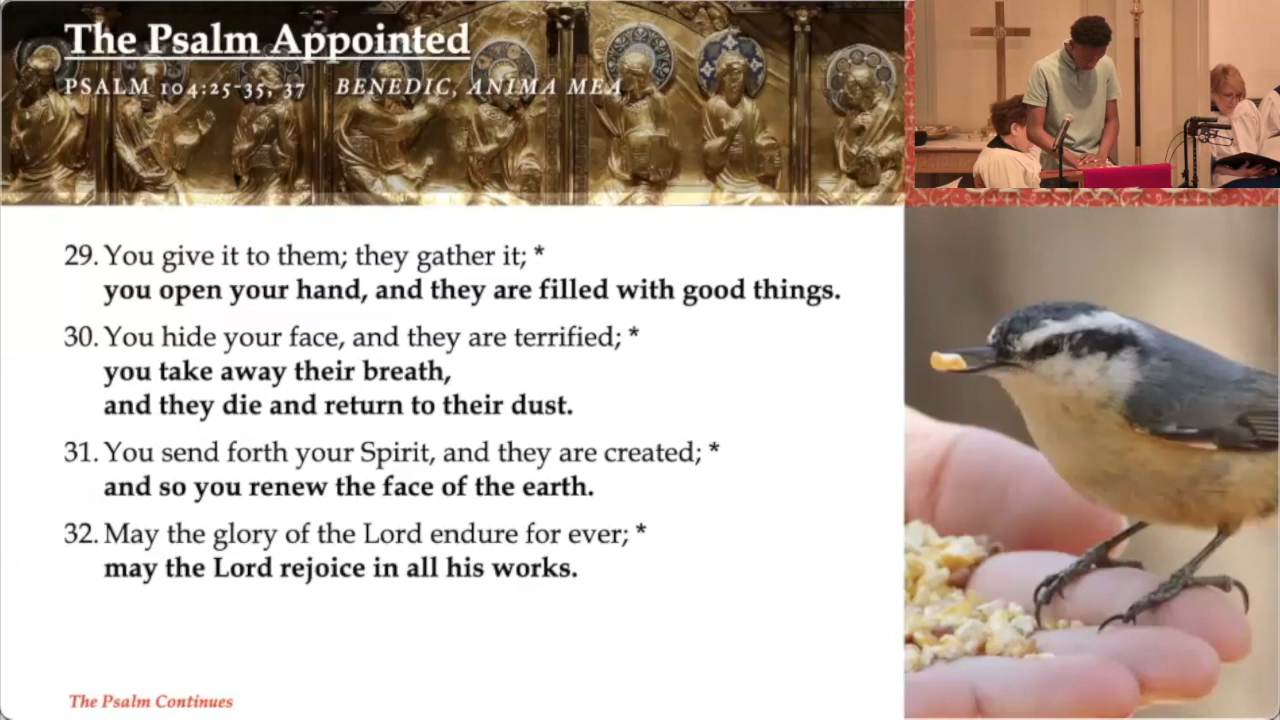 The Psalm Appointed
PSALM 104:25-35, 37 BENEDIC, ANIMA MEA
29. You give it to them; they gather it; *
you open your hand, and they are filled with good things.
30. You hide your face, and they are terrified; *
you take away their breath,
and they die and return to their dust.
31. You send forth your Spirit, and they are created; *
and so you renew the face of the earth.
32. May the glory of the Lord endure for ever; *
may the Lord rejoice in all his works.
The Psalm Continues